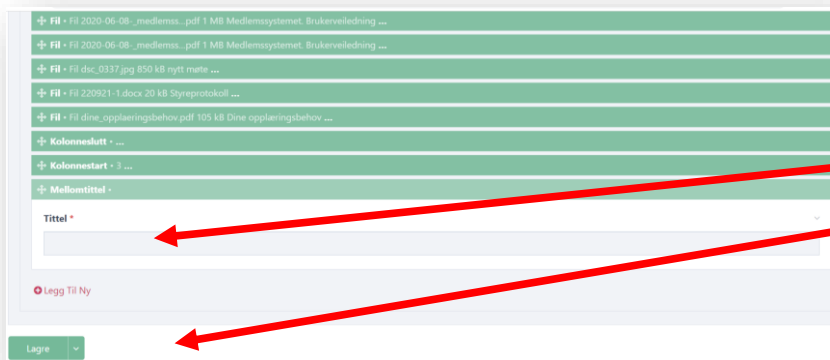 Fil • Fil 2020-06-08-_medlemss...pdf 1 MB Medlemssystemet. Brukerveiledning ...
Fil • Fil 2020-06-08-_medlemss...pdf 1 MB Medlemssystemet. Brukerveiledning ...
Fil • Fil dsc_0337.jpg 850 kB nytt møte ...
Fil • Fil 220921-1.docx 20 kB Styreprotokoll ...
Fil • Fil dine_opplaeringsbehov.pdf 105 kB Dine opplæringsbehov ...
Kolonneslutt • ...
Kolonnestart • 3 ...
Mellomtittel •
Tittel *
Legg Til Ny
Lagre